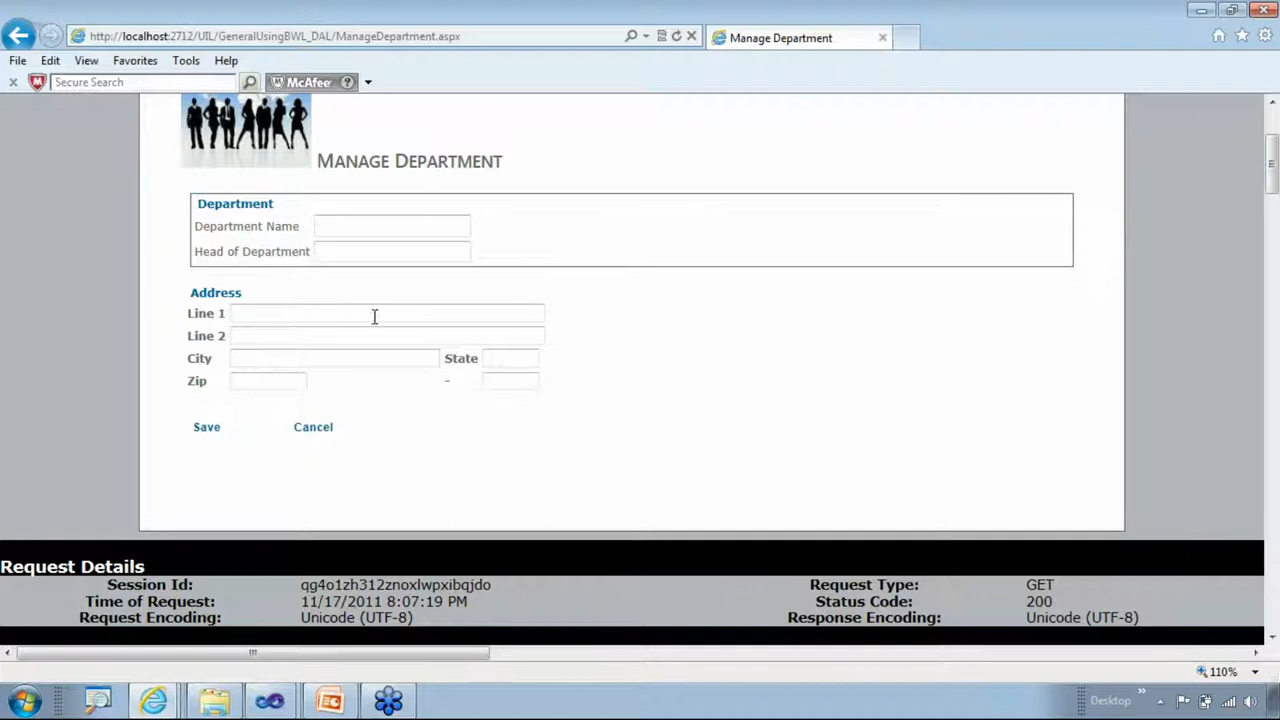 http://localhost:2712/UIL/GeneralUsingBWL_DAL/ManageDepartment.aspx
Manage Department
File Edit View Favorites Tools Help
Secure Search
McAfee
MANAGE DEPARTMENT
Department
Department Name
Head of Department
Address
Line 1
Line 2
City State
Zip -
Save Cancel
Request Details
Session Id: qg4o1zh312znoxlwpxibqjdo Request Type: GET
Time of Request: 11/17/2011 8:07:19 PM Status Code: 200
Request Encoding: Unicode (UTF-8) Response Encoding: Unicode (UTF-8)
110%
Desktop